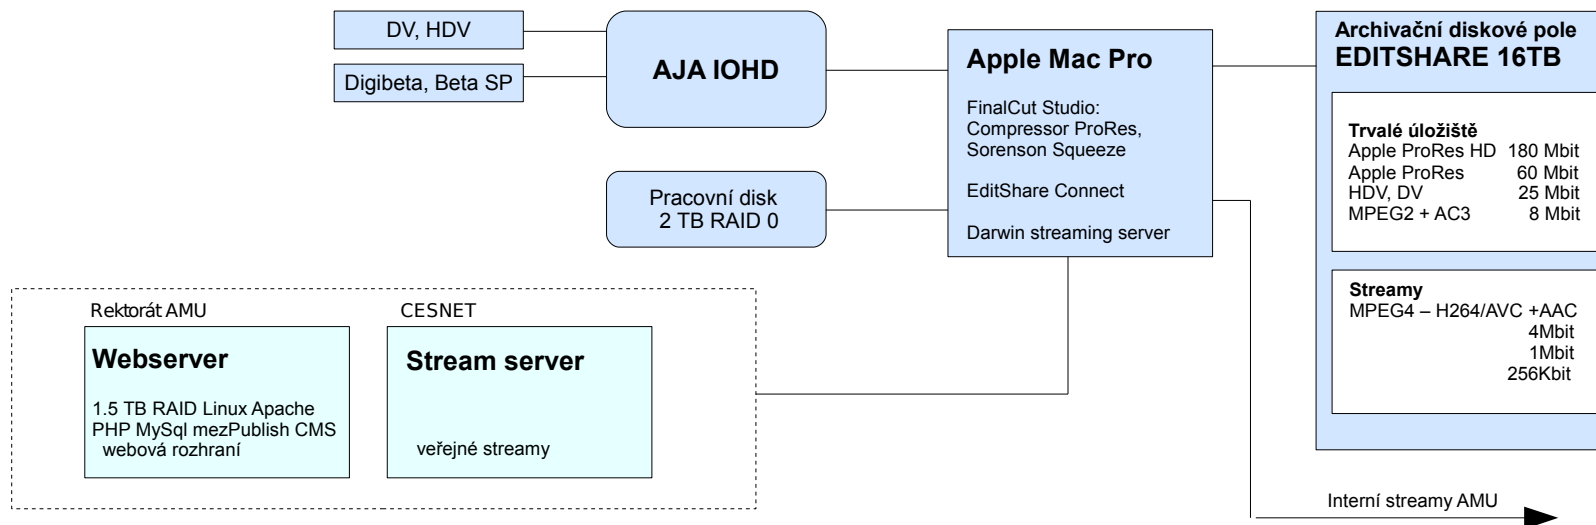 DV, HDV
Digibeta, Beta SP
AJA IOHD
Pracovní disk
2 TB RAID 0
Apple Mac Pro
FinalCut Studio:
Compressor ProRes,
Sorenson Squeeze
EditShare Connect
Darwin streaming server
Archivační diskové pole
EDITSHARE 16TB
Trvalé úložiště
Apple ProRes HD 180 Mbit
Apple ProRes 60 Mbit
HDV, DV 25 Mbit
MPEG2 + AC3 8 Mbit
Streamy
MPEG4 – H264/AVC +AAC
4Mbit
1Mbit
256Kbit
Rektorát AMU
Webserver
1.5 TB RAID Linux Apache
PHP MySql mezPublish CMS
webová rozhraní
CESNET
Stream server
veřejné streamy
Interní streamy AMU